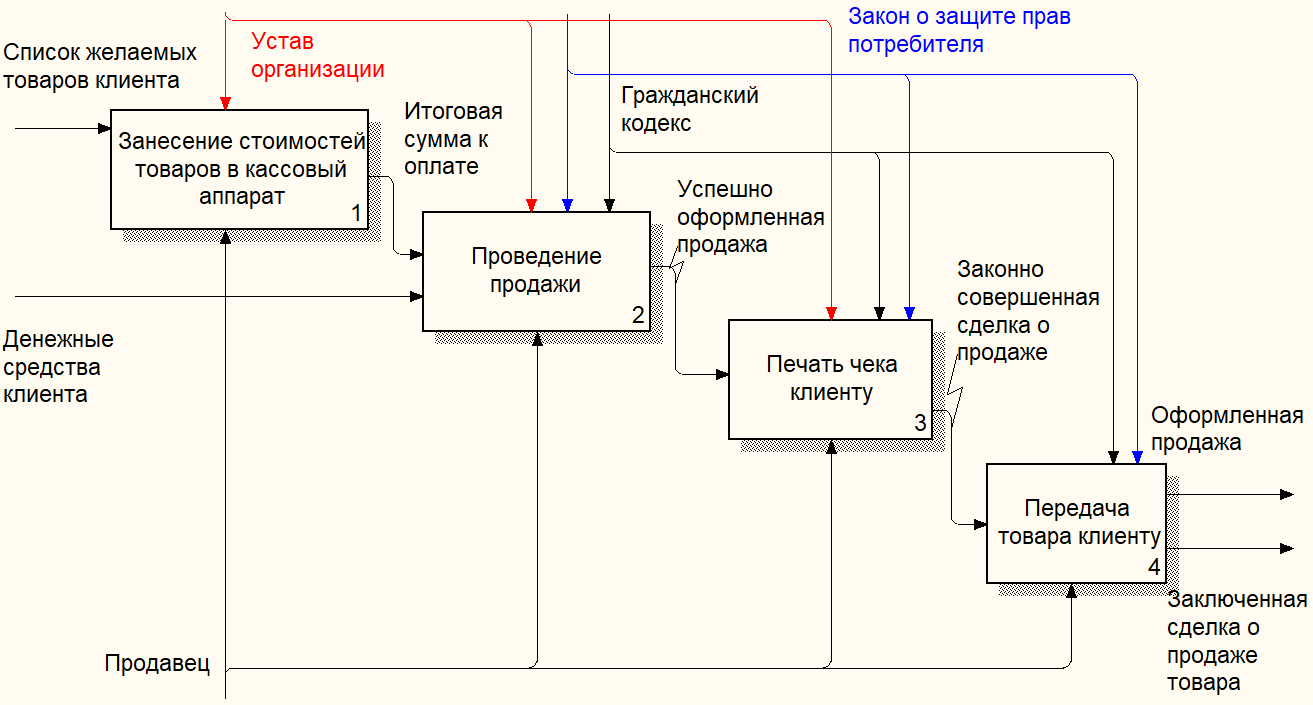 Список желаемых
товаров клиента
Устав
организации
Закон о защите прав
потребителя
Гражданский
кодекс
Занесение стоимостей
товаров в кассовый
аппарат
1
Итоговая
сумма к
оплате
Проведение
продажи
2
Успешно
оформленная
продажа
Денежные
средства
клиента
Печать чека
клиенту
3
Законно
совершенная
сделка о
продаже
Передача
товара клиенту
4
Оформленная
продажа
Заключенная
сделка о
продаже
товара
Продавец